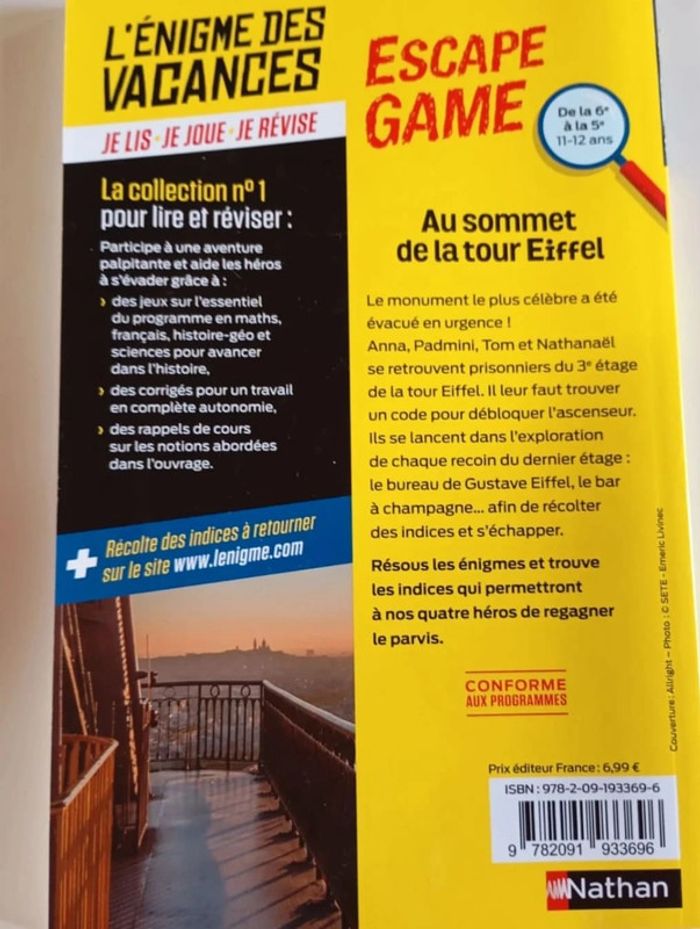 L'ÉNIGME DES
VACANCES
JE LIS · JE JOUE · JE RÉVISE
La collection nº 1
pour lire et réviser :
Participe à une aventure
palpitante et aide les héros
à s'évader grâce à :
› des jeux sur l'essentiel
du programme en maths,
français, histoire-géo et
sciences pour avancer
dans l'histoire,
› des corrigés pour un travail
en complète autonomie,
› des rappels de cours
sur les notions abordées
dans l'ouvrage.
+ Récolte des indices à retourner
sur le site www.lenigme.com
ESCAPE
GAME
De la 6e
à la 5e
11-12 ans
Au sommet
de la tour Eiffel
Le monument le plus célèbre a été
évacué en urgence !
Anna, Padmini, Tom et Nathanaël
se retrouvent prisonniers du 3e étage
de la tour Eiffel. Il leur faut trouver
un code pour débloquer l'ascenseur.
Ils se lancent dans l'exploration
de chaque recoin du dernier étage :
le bureau de Gustave Eiffel, le bar
à champagne... afin de récolter
des indices et s'échapper.
Résous les énigmes et trouve
les indices qui permettront
à nos quatre héros de regagner
le parvis.
CONFORME
AUX PROGRAMMES
Couverture : Allright – Photo : © SETE - Emeric Livinec
Prix éditeur France : 6,99 €
ISBN : 978-2-09-193369-6
9 782091 933696
Nathan